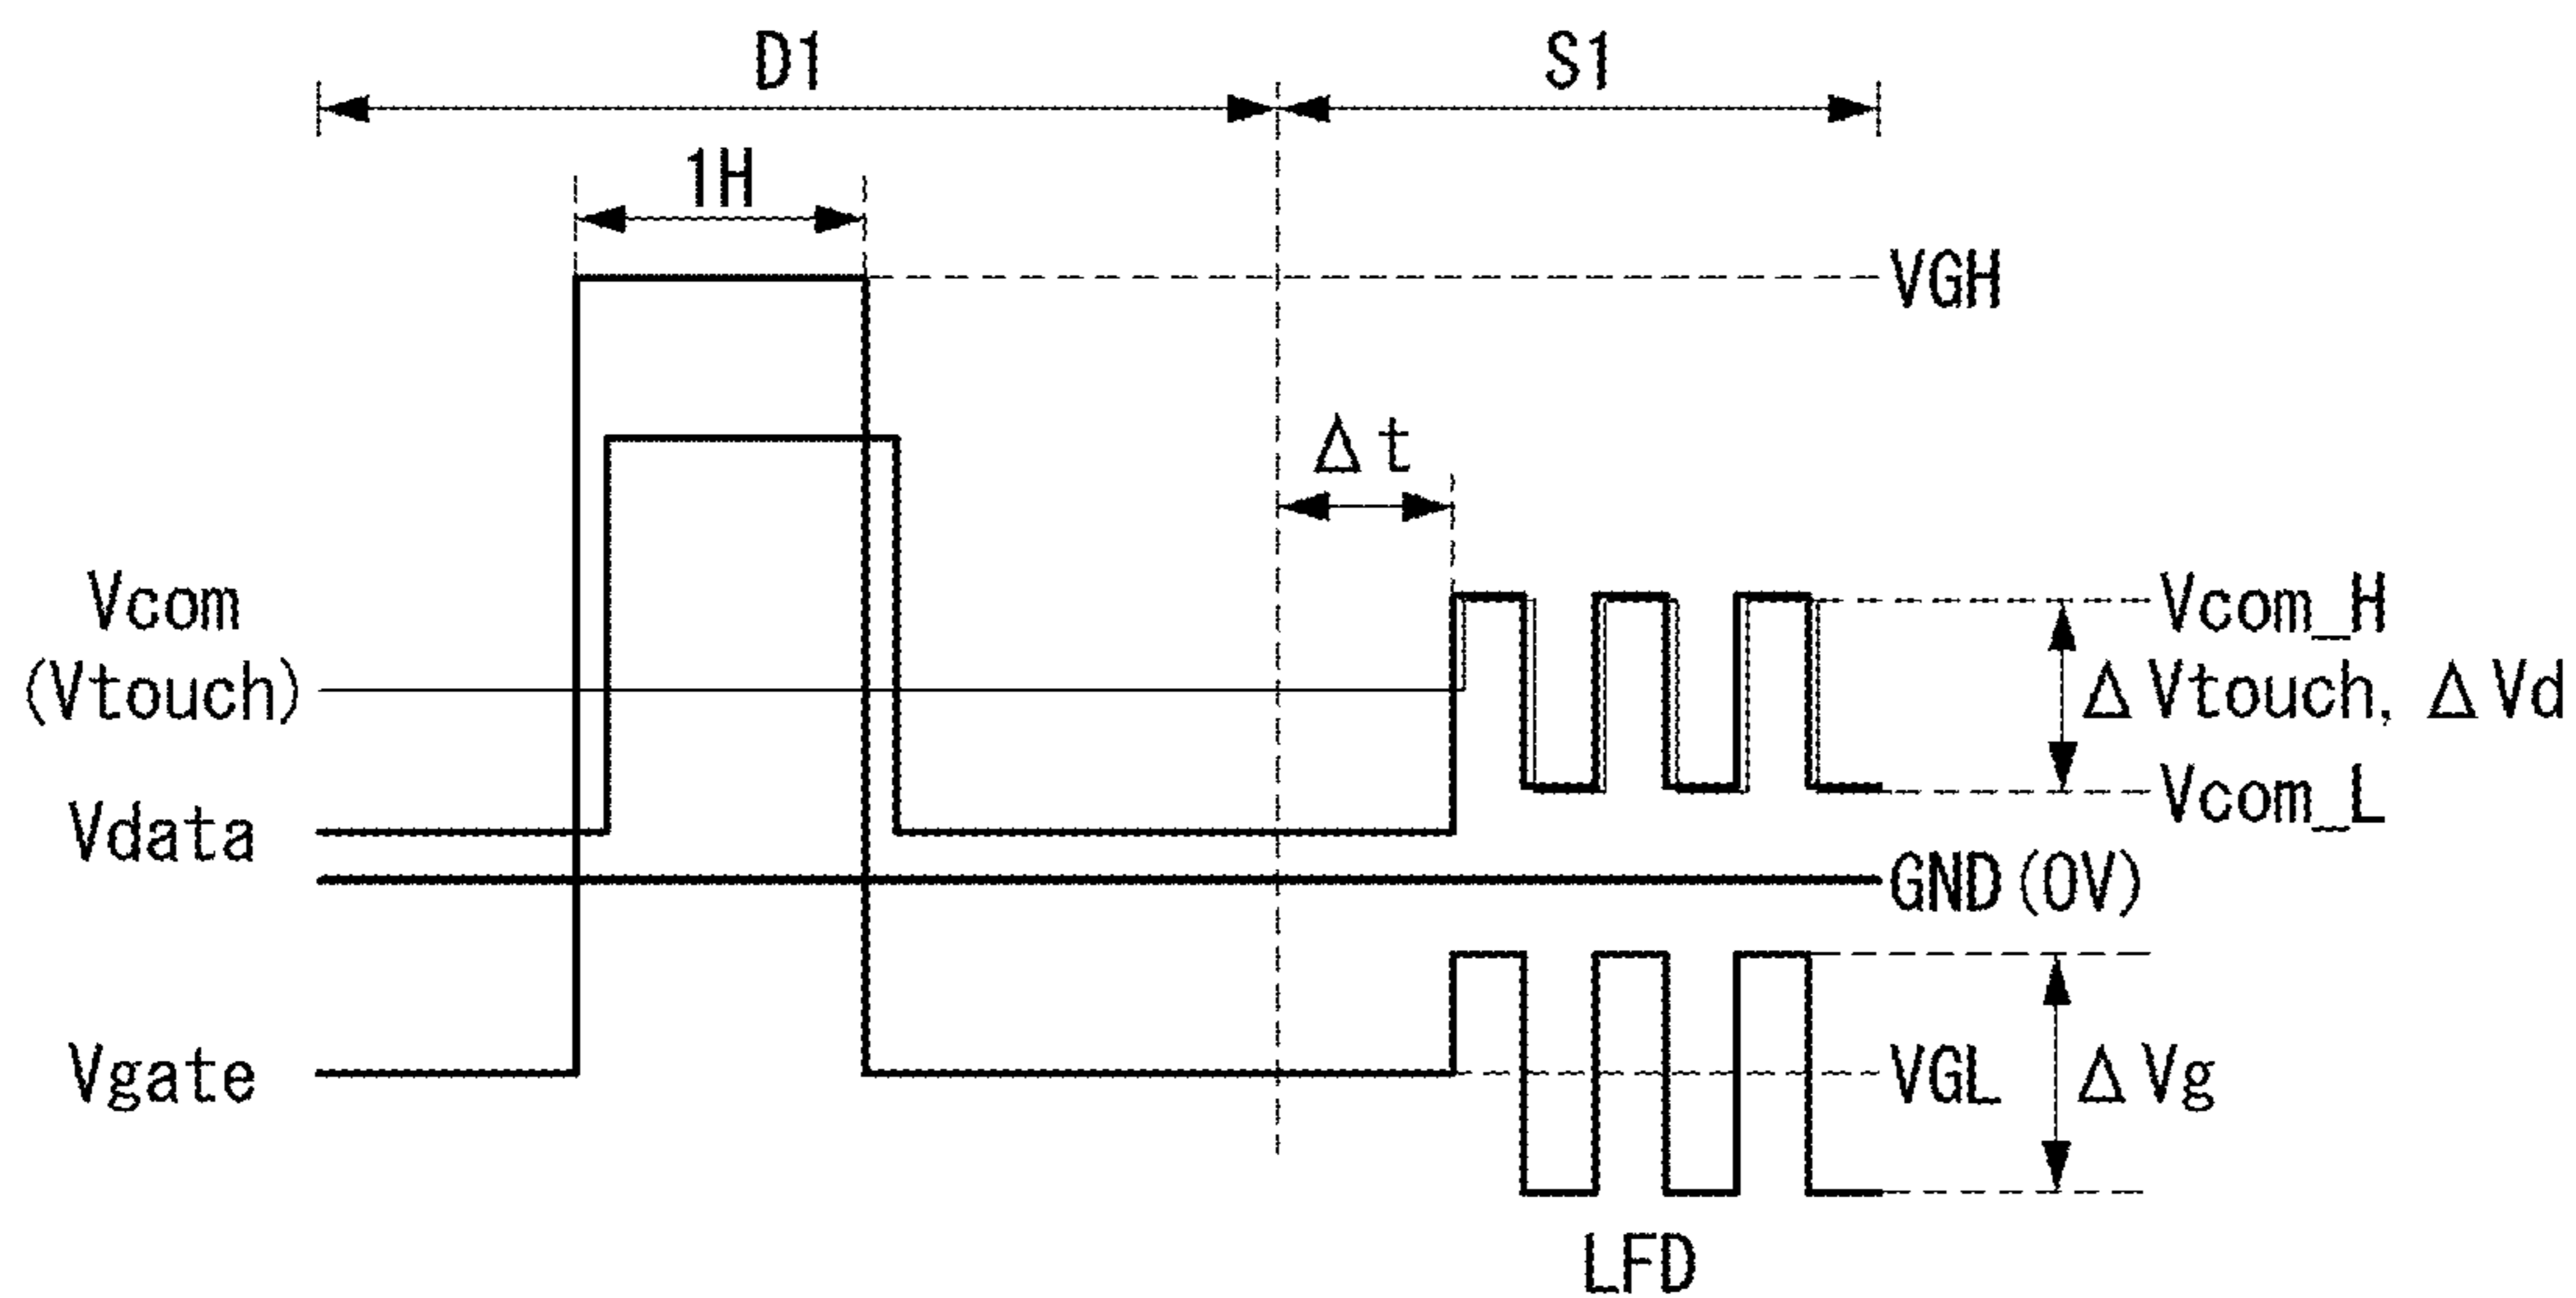 D1
S1
1H
VGH
Δt
Vcom
(Vtouch)
Vcom_H
ΔVtouch, ΔVd
Vcom_L
Vdata
GND(0V)
Vgate
VGL
ΔVg
LFD